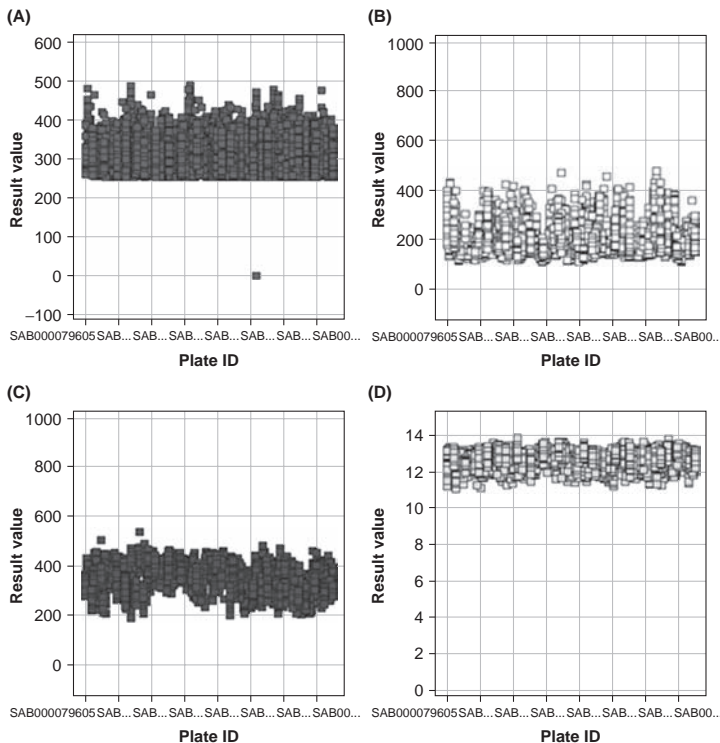 (A)
600
500
400
300
200
100
0
–100
Result value
SAB000079605 SAB... SAB... SAB... SAB... SAB... SAB... SAB00...
Plate ID
(B)
1000
800
600
400
200
0
Result value
SAB000079605 SAB... SAB... SAB... SAB... SAB... SAB... SAB00...
Plate ID
(C)
1000
800
600
400
200
0
Result value
SAB000079605 SAB... SAB... SAB... SAB... SAB... SAB... SAB00...
Plate ID
(D)
14
12
10
8
6
4
2
0
Result value
SAB000079605 SAB... SAB... SAB... SAB... SAB... SAB... SAB00...
Plate ID